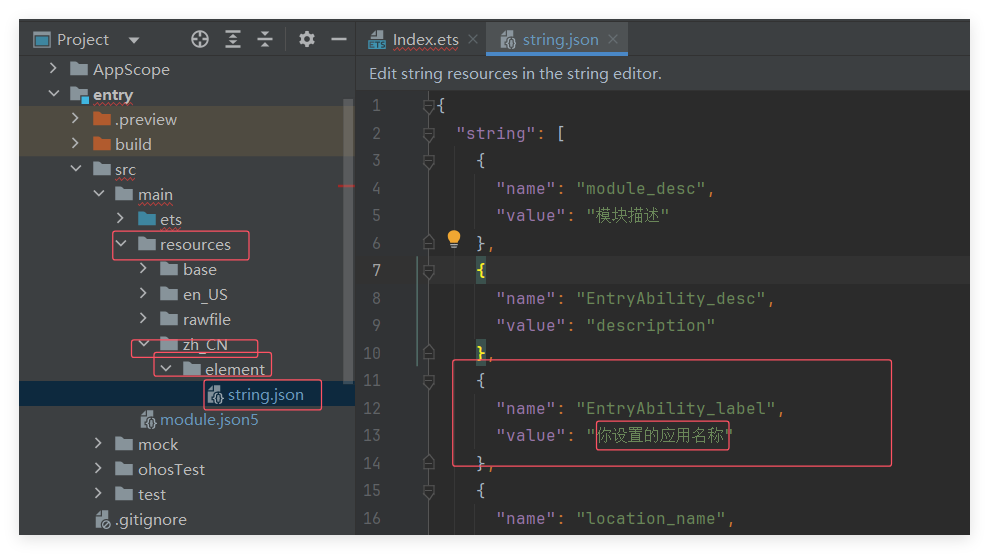 Project
AppScope
entry
.preview
build
src
main
ets
resources
base
en_US
rawfile
zh_CN
element
string.json
module.json5
mock
ohosTest
test
.gitignore
Index.ets
string.json
Edit string resources in the string editor.
1 {
2 "string": [
3 {
4 "name": "module_desc",
5 "value": "模块描述"
6 },
7 {
8 "name": "EntryAbility_desc",
9 "value": "description"
10 },
11 {
12 "name": "EntryAbility_label",
13 "value": "你设置的应用名称"
14 },
15 {
16 "name": "location_name",